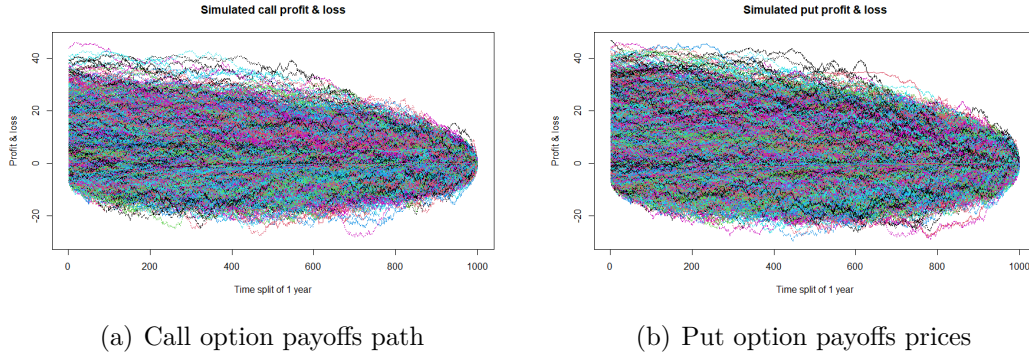 Simulated call profit & loss
Profit & loss
40
20
0
-20
0 200 400 600 800 1000
Time split of 1 year
(a) Call option payoffs path
Simulated put profit & loss
Profit & loss
40
20
0
-20
0 200 400 600 800 1000
Time split of 1 year
(b) Put option payoffs prices